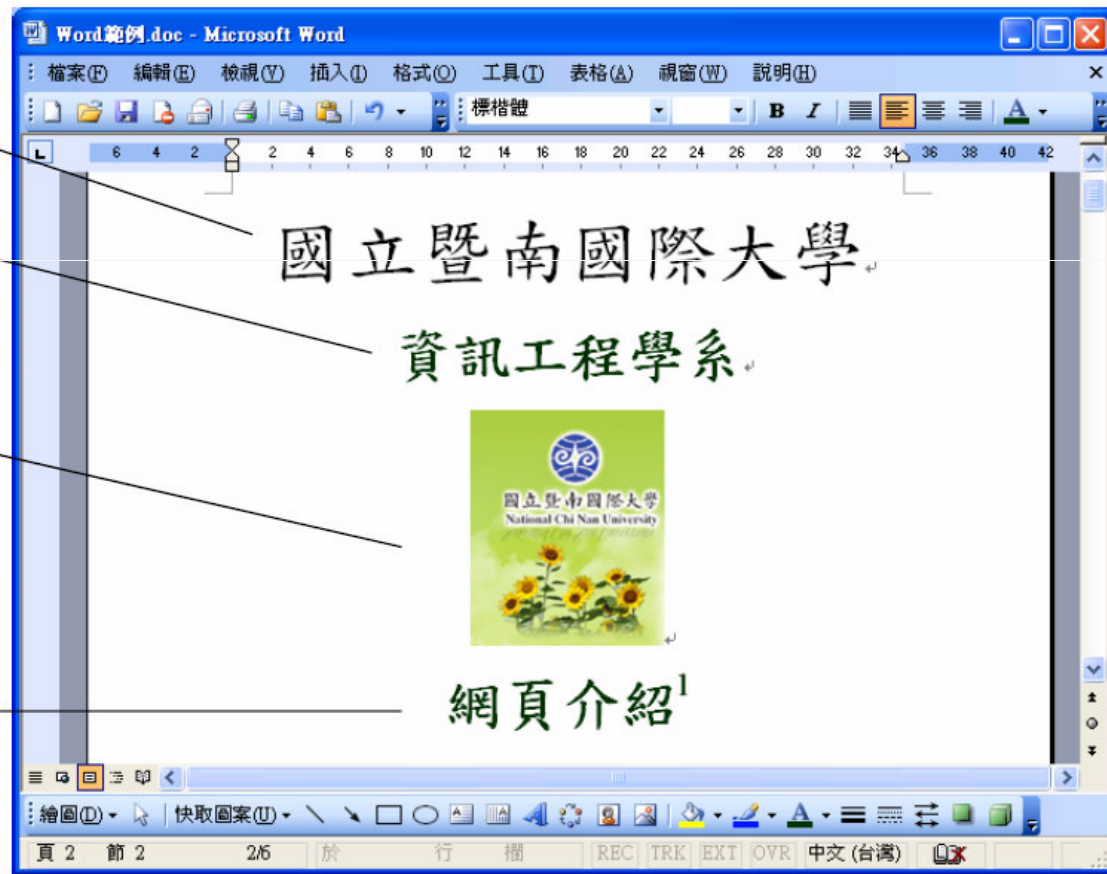 Word範例.doc - Microsoft Word
檔案(F) 編輯(E) 檢視(V) 插入(I) 格式(O) 工具(T) 表格(A) 視窗(W) 說明(H)
標楷體 B I A
6 4 2 2 4 6 8 10 12 14 16 18 20 22 24 26 28 30 32 34 36 38 40 42
國立暨南國際大學
資訊工程學系
國立暨南國際大學
National Chi Nan University
網頁介紹1
繪圖(D) 快取圖案(U) A
頁 2 節 2 2/6 於 行 欄 REC TRK EXT OVR 中文 (台灣)